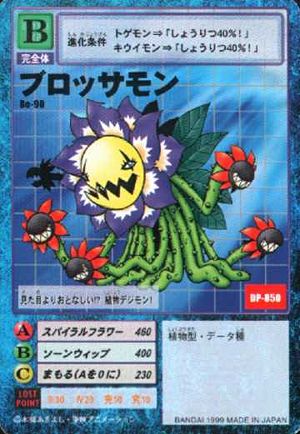 B
完全体
進化条件
トゲモン⇒「しょうりつ40%!」
キウイモン⇒「しょうりつ40%!」
ブロッサモン
Bo-90
見た目よりおとなしい!?植物デジモン!
DP-850
A スパイラルフラワー 460
B ソーンウィップ 400
C まもる(Aを0に) 230
植物型・データ種
LOST POINT
BANDAI 1999 MADE IN JAPAN